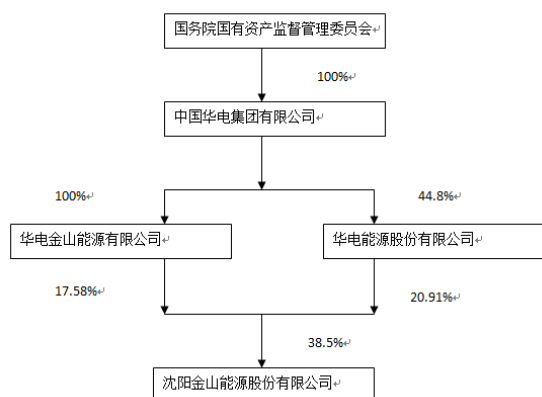 国务院国有资产监督管理委员会
100%
中国华电集团有限公司
100%
44.8%
华电金山能源有限公司
华电能源股份有限公司
17.58%
20.91%
38.5%
沈阳金山能源股份有限公司